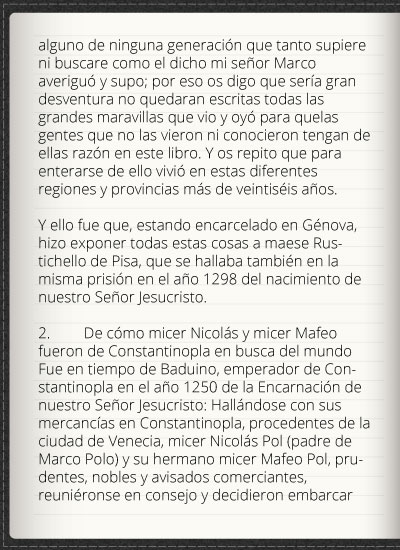 alguno de ninguna generación que tanto supiere
ni buscare como el dicho mi señor Marco
averiguó y supo; por eso os digo que sería gran
desventura no quedaran escritas todas las
grandes maravillas que vio y oyó para quelas
gentes que no las vieron ni conocieron tengan de
ellas razón en este libro. Y os repito que para
enterarse de ello vivió en estas diferentes
regiones y provincias más de veintiséis años.
Y ello fue que, estando encarcelado en Génova,
hizo exponer todas estas cosas a maese Rus-
tichello de Pisa, que se hallaba también en la
misma prisión en el año 1298 del nacimiento de
nuestro Señor Jesucristo.
2. De cómo micer Nicolás y micer Mafeo
fueron de Constantinopla en busca del mundo
Fue en tiempo de Baduino, emperador de Con-
stantinopla en el año 1250 de la Encarnación de
nuestro Señor Jesucristo: Hallándose con sus
mercancías en Constantinopla, procedentes de la
ciudad de Venecia, micer Nicolás Pol (padre de
Marco Polo) y su hermano micer Mafeo Pol, pru-
dentes, nobles y avisados comerciantes,
reuniéronse en consejo y decidieron embarcar